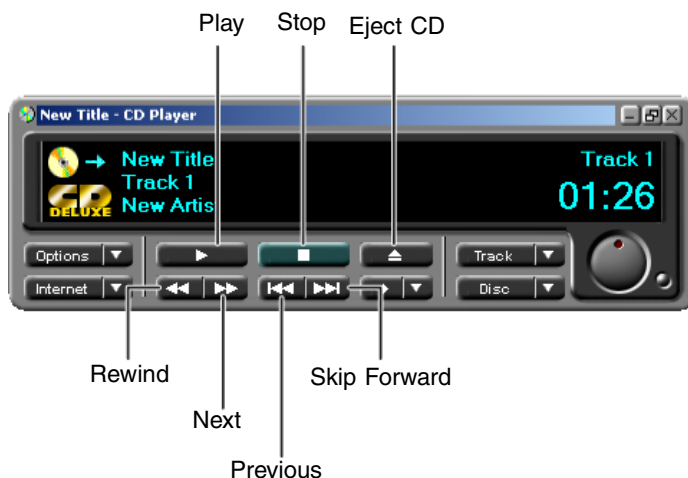 Play Stop Eject CD
New Title - CD Player
New Title
Track 1
New Artis
Track 1
01:26
CD
DELUXE
Options
Track
Internet
Disc
Rewind
Skip Forward
Next
Previous